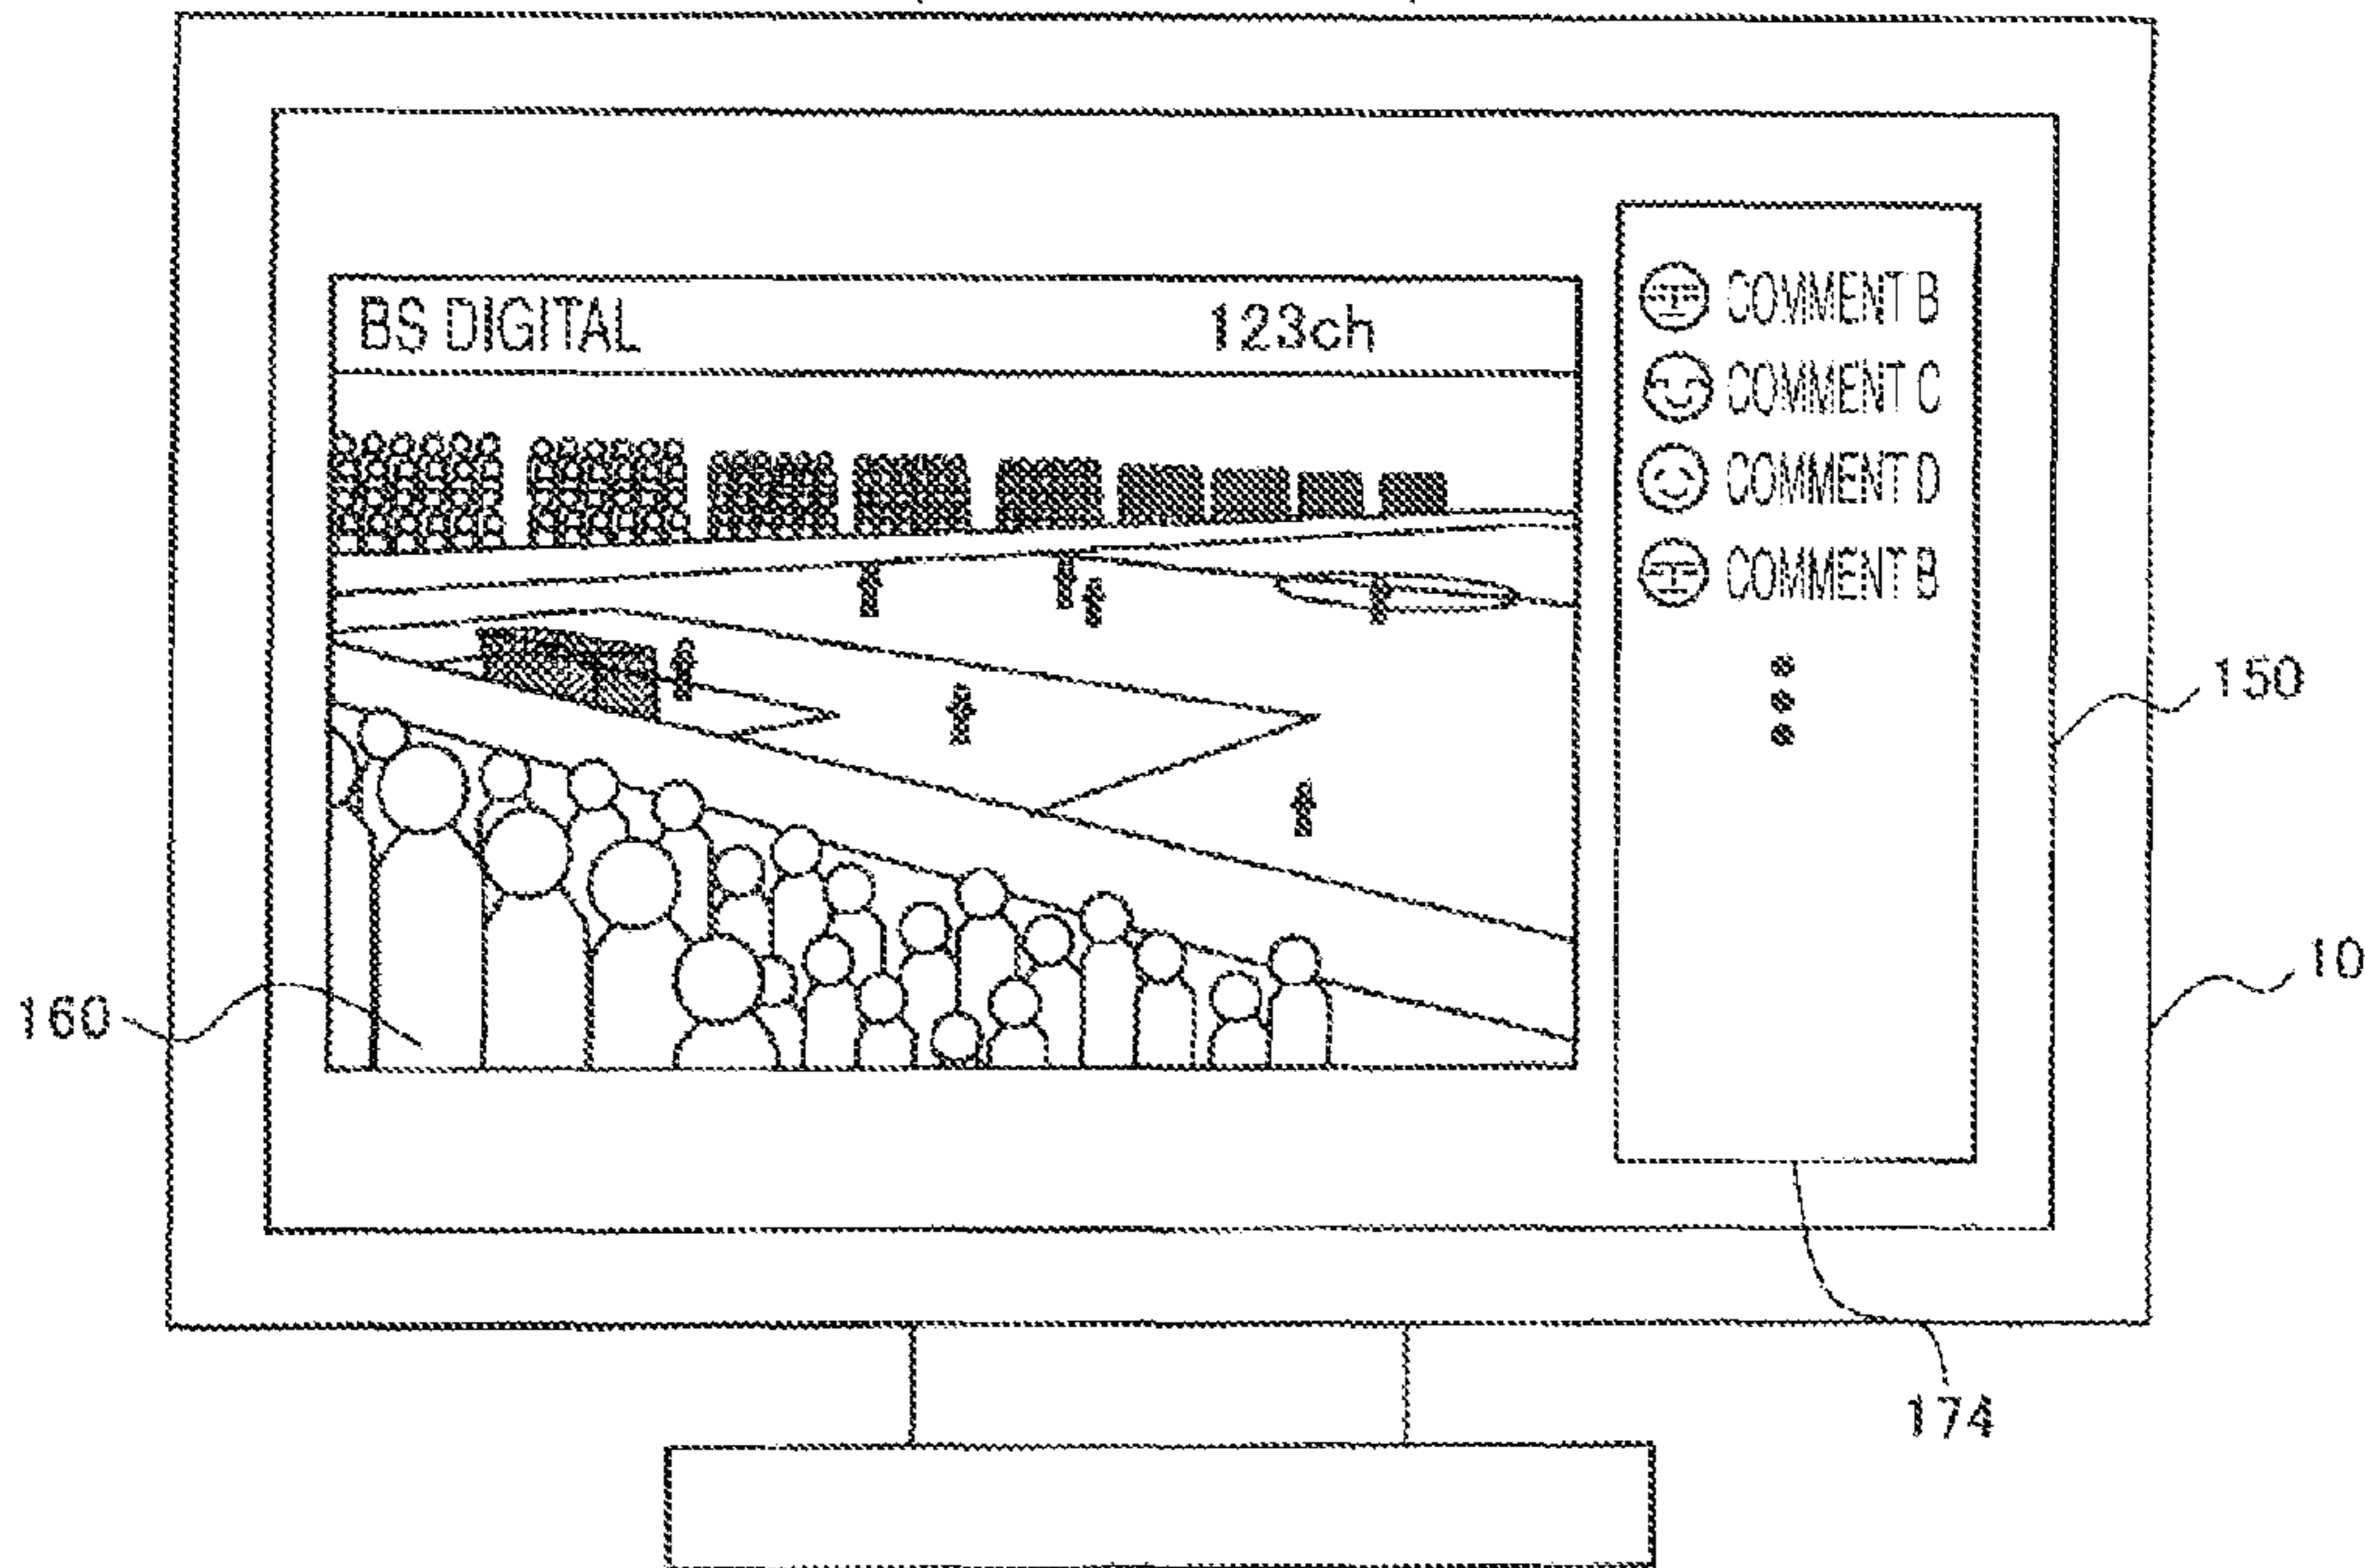 BS DIGITAL 123ch
COMMENT B
COMMENT C
COMMENT D
COMMENT B
150
10
160
174